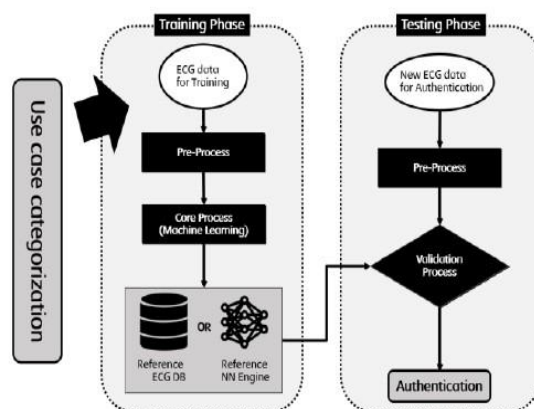 Use case categorization
Training Phase
ECG data
for Training
Pre-Process
Core Process
(Machine Learning)
OR
Reference
ECG DB
Reference
NN Engine
Testing Phase
New ECG data
for Authentication
Pre-Process
Validation
Process
Authentication